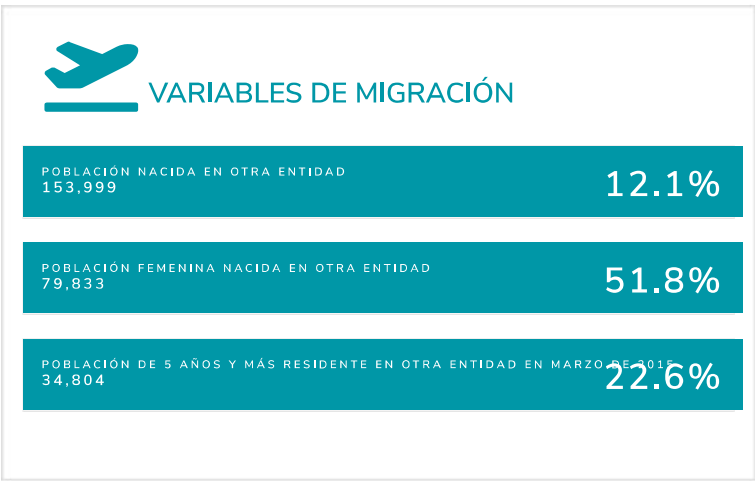 VARIABLES DE MIGRACIÓN
POBLACIÓN NACIDA EN OTRA ENTIDAD
153,999
12.1%
POBLACIÓN FEMENINA NACIDA EN OTRA ENTIDAD
79,833
51.8%
POBLACIÓN DE 5 AÑOS Y MÁS RESIDENTE EN OTRA ENTIDAD EN MARZO DE 2015
34,804
22.6%